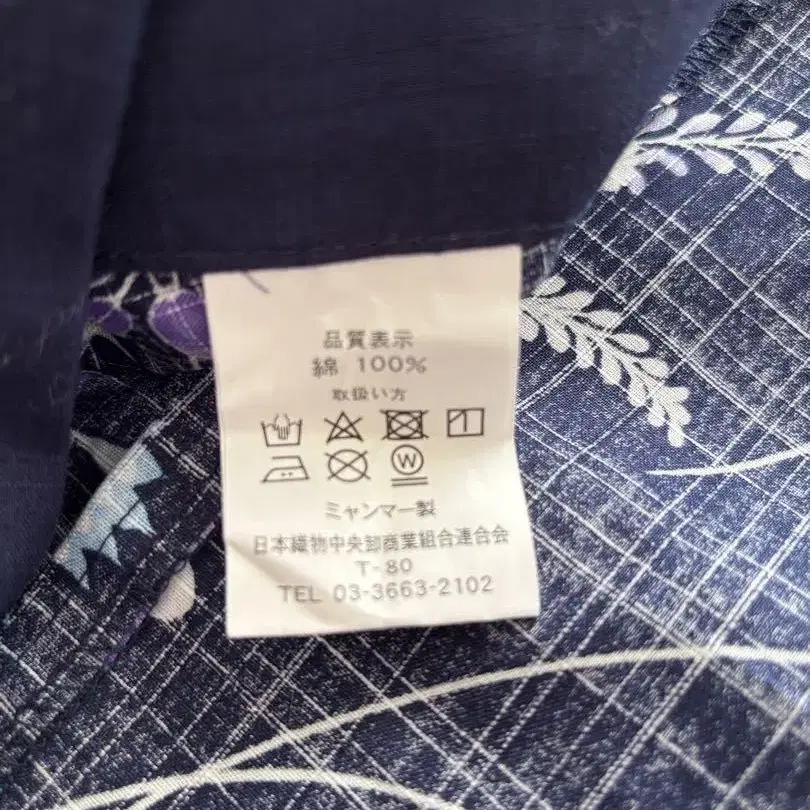 品質表示
綿 100%
取扱い方
W
ミャンマー製
日本織物中央卸商業組合連合会
T-80
TEL 03-3663-2102